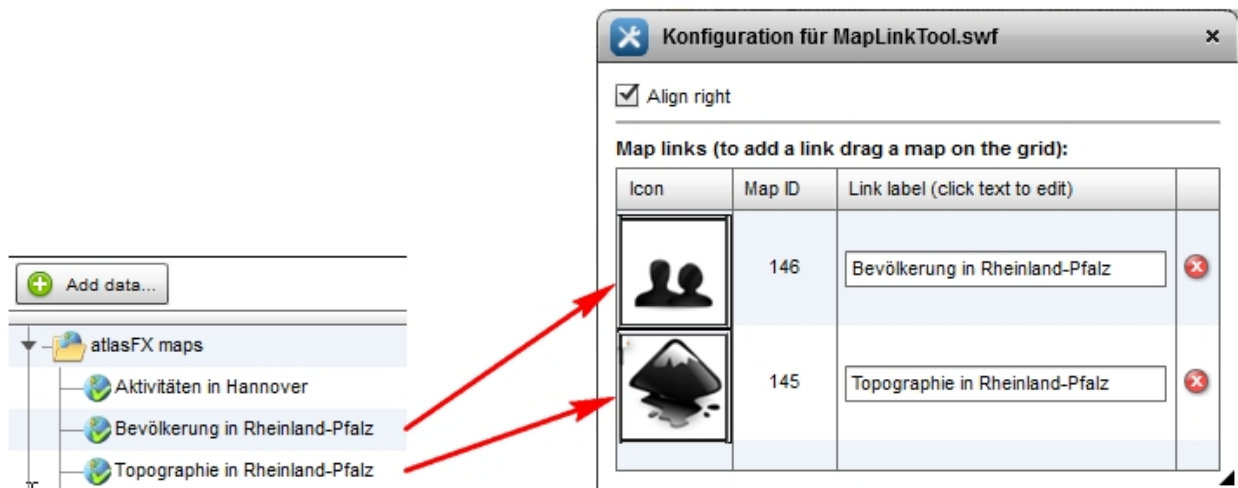 Konfiguration für MapLinkTool.swf
Align right
Map links (to add a link drag a map on the grid):
Icon Map ID Link label (click text to edit)
146 Bevölkerung in Rheinland-Pfalz
145 Topographie in Rheinland-Pfalz
Add data...
atlasFX maps
Aktivitäten in Hannover
Bevölkerung in Rheinland-Pfalz
Topographie in Rheinland-Pfalz